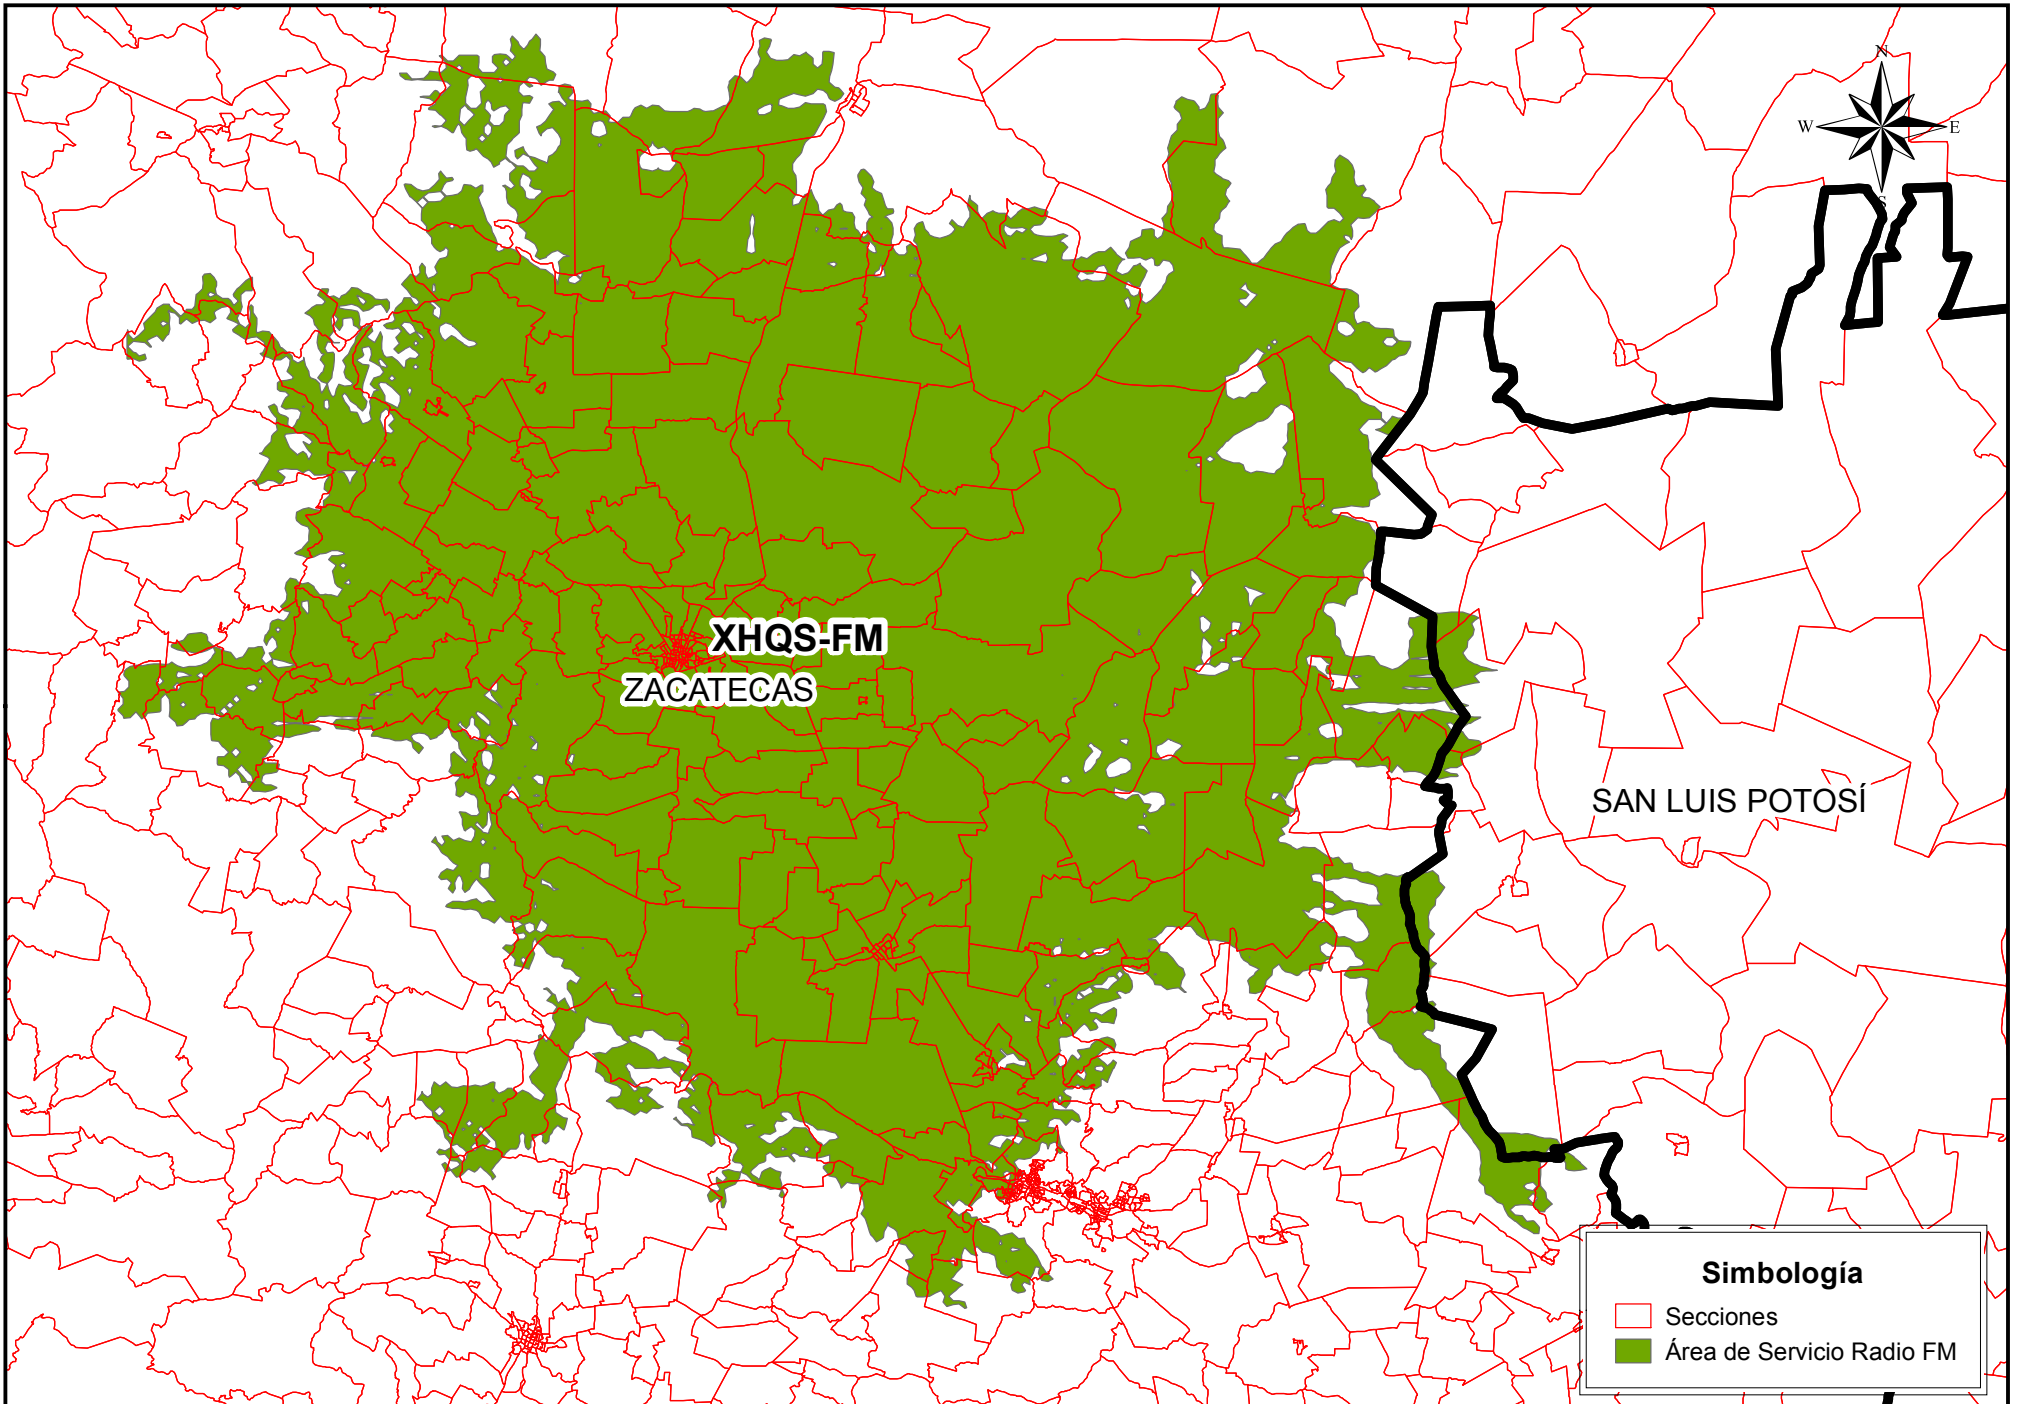 N
W
E
S
XHQS-FM
ZACATECAS
SAN LUIS POTOSÍ
Simbología
Secciones
Área de Servicio Radio FM